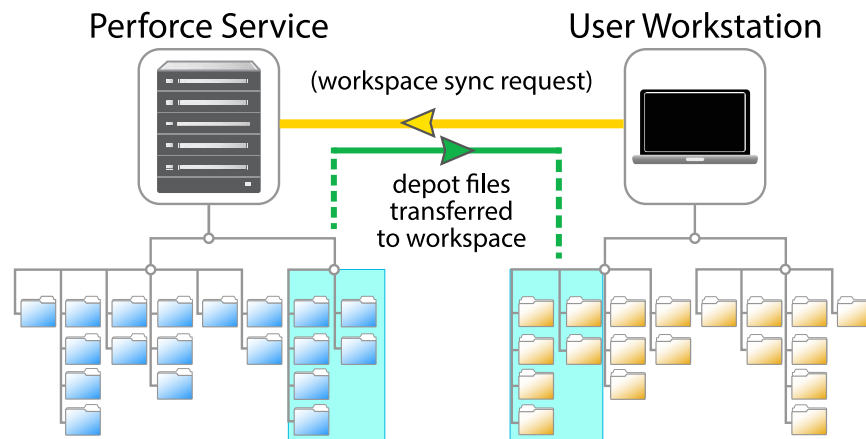 Perforce Service
User Workstation
(workspace sync request)
depot files
transferred
to workspace